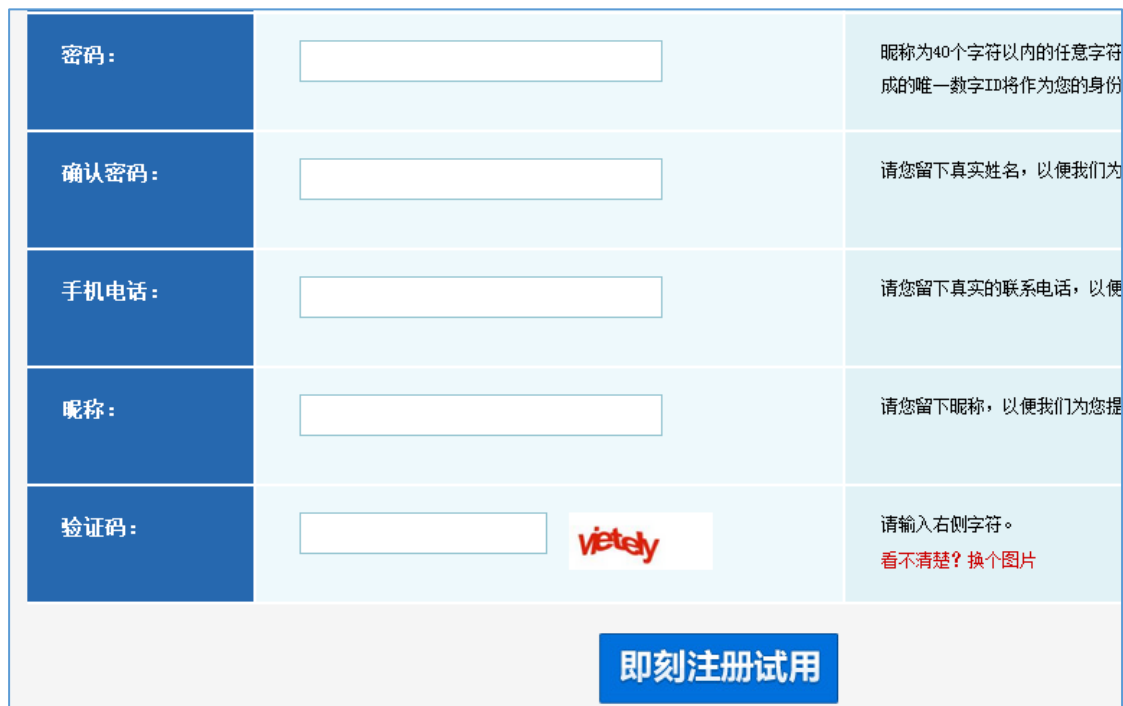 密码：
昵称为40个字符以内的任意字符
成的唯一数字ID将作为您的身份
确认密码：
请您留下真实姓名，以便我们为
手机电话：
请您留下真实的联系电话，以便
昵称：
请您留下昵称，以便我们为您提
验证码：
vietely
请输入右侧字符。
看不清楚？换个图片
即刻注册试用